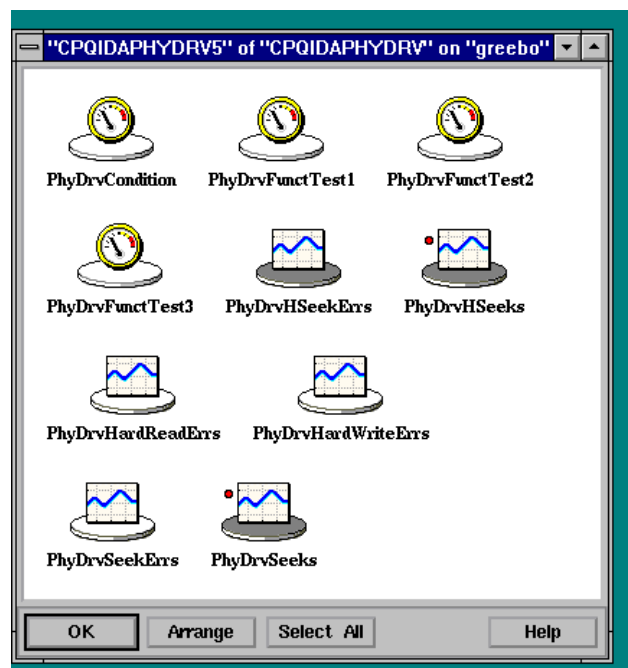 "CPQIDAPHYDRV5" of "CPQIDAPHYDRV" on "greebo"
PhyDrvCondition PhyDrvFunctTest1 PhyDrvFunctTest2
PhyDrvFunctTest3 PhyDrvHSeekErrs PhyDrvHSeeks
PhyDrvHardReadErrs PhyDrvHardWriteErrs
PhyDrvSeekErrs PhyDrvSeeks
OK Arrange Select All Help